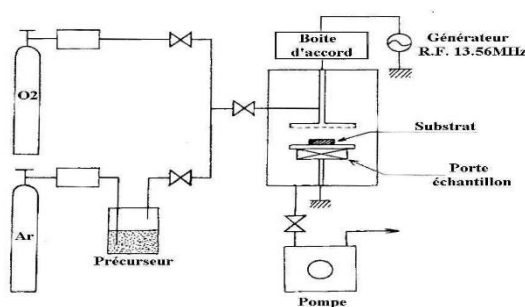 Boite
d'accord
Générateur
R.F. 13.56MHz
O2
Substrat
Porte
échantillon
Ar
Précurseur
Pompe